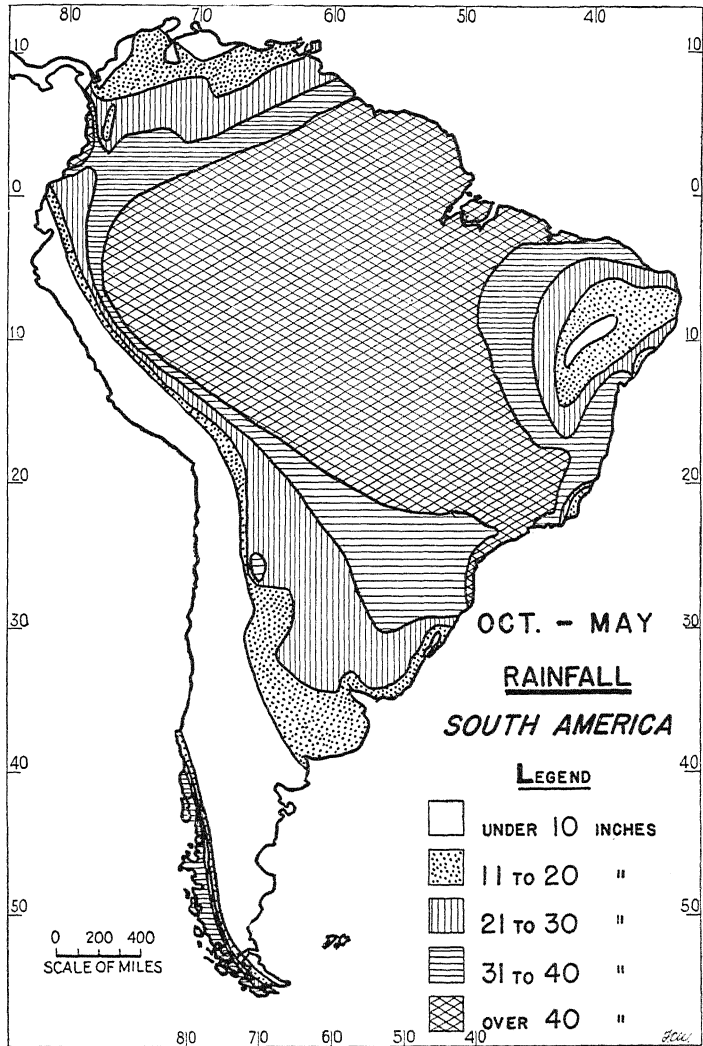 80 70 60 50 40
10 10
0 0
10 10
20 20
30 30
OCT. – MAY
RAINFALL
SOUTH AMERICA
40 40
LEGEND
UNDER 10 INCHES
11 TO 20 "
21 TO 30 "
50 50
0 200 400
SCALE OF MILES
31 TO 40 "
OVER 40 "
80 70 60 50 40